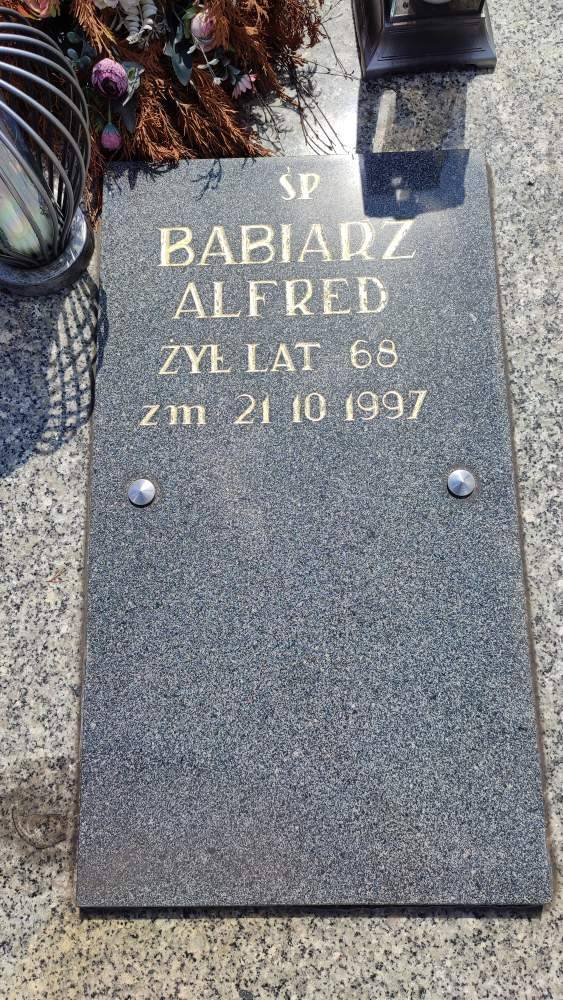 ŚP
BABIARZ
ALFRED
ŻYŁ LAT 68
zm 21 10 1997